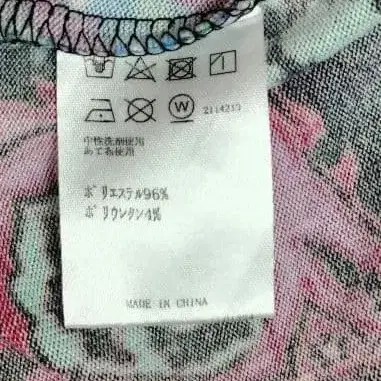 W 2114213
中性洗剤使用
あて布使用
ポリエステル96%
ポリウレタン4%
MADE IN CHINA